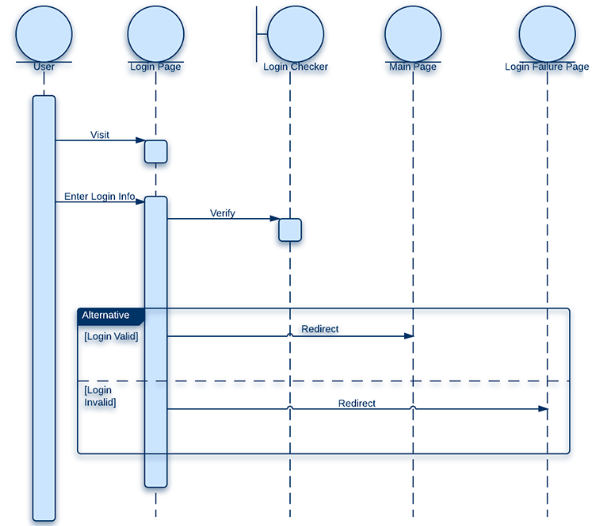 User
Login Page
Login Checker
Main Page
Login Failure Page
Visit
Enter Login Info
Verify
Alternative
[Login Valid]
Redirect
[Login
Invalid]
Redirect